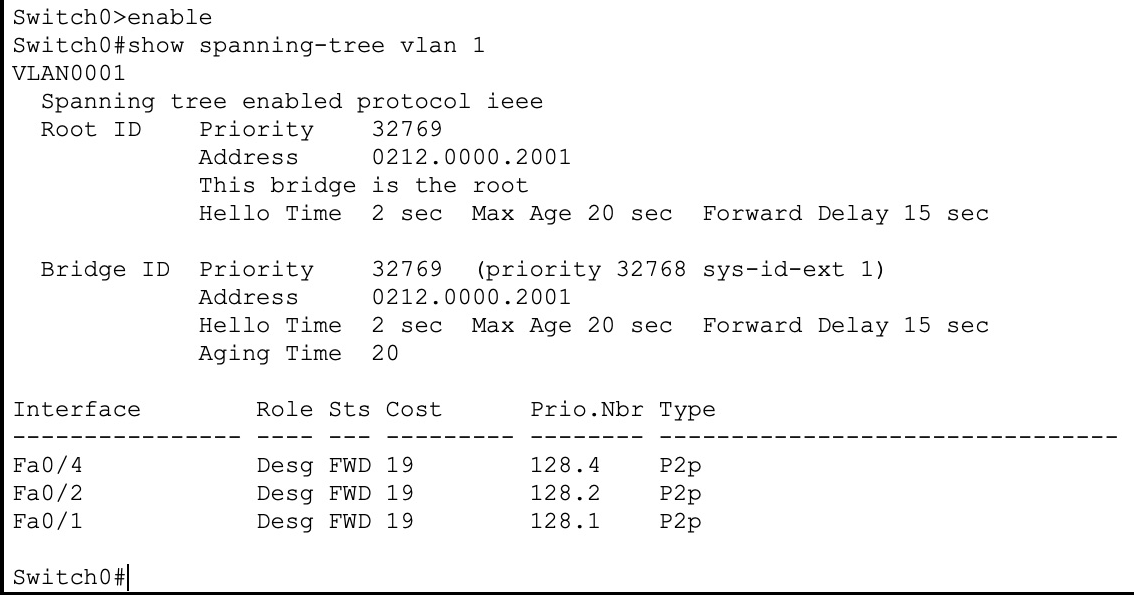 Switch0>enable
Switch0#show spanning-tree vlan 1
VLAN0001
  Spanning tree enabled protocol ieee
  Root ID    Priority    32769
             Address     0212.0000.2001
             This bridge is the root
             Hello Time  2 sec  Max Age 20 sec  Forward Delay 15 sec

  Bridge ID  Priority    32769  (priority 32768 sys-id-ext 1)
             Address     0212.0000.2001
             Hello Time  2 sec  Max Age 20 sec  Forward Delay 15 sec
             Aging Time  20

Interface        Role Sts Cost      Prio.Nbr Type
---------------- ---- --- --------- -------- --------------------------------
Fa0/4            Desg FWD 19        128.4    P2p
Fa0/2            Desg FWD 19        128.2    P2p
Fa0/1            Desg FWD 19        128.1    P2p

Switch0#